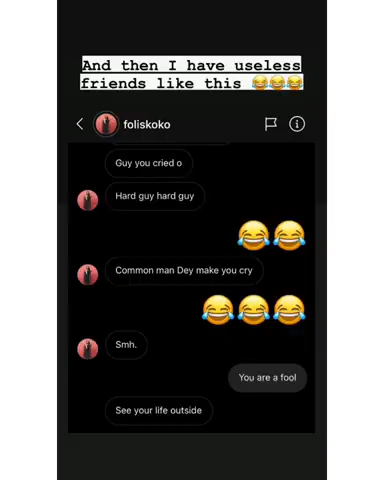 And then I have useless
friends like this 😂😂😂
foliskoko
Guy you cried o
Hard guy hard guy
😂😂
Common man Dey make you cry
😂😂😂
Smh.
You are a fool
See your life outside